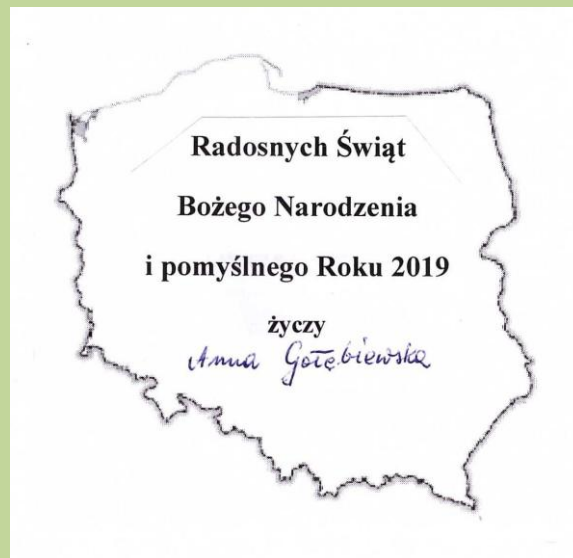 Radosnych Świąt
Bożego Narodzenia
i pomyślnego Roku 2019
życzy
Anna Gołębiewska